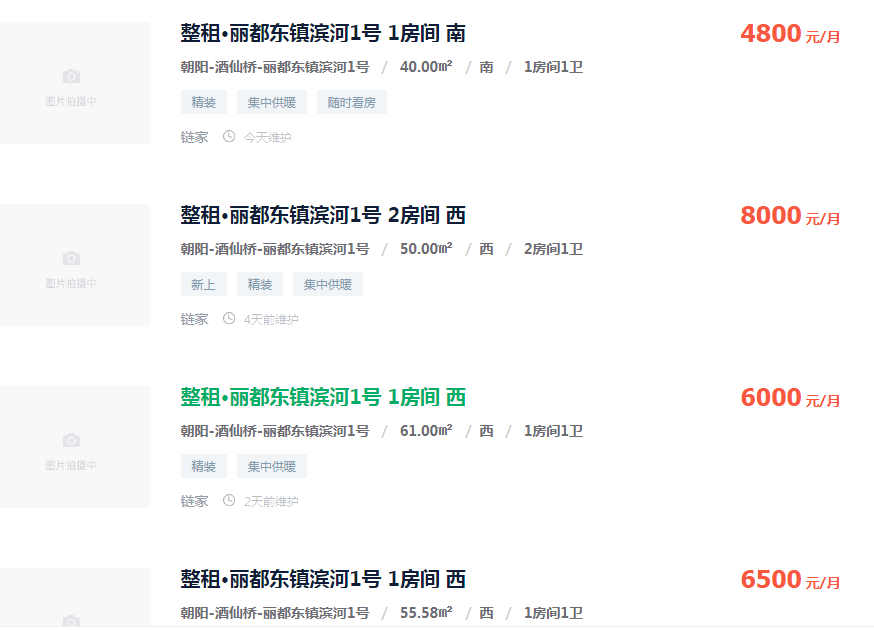 整租·丽都东镇滨河1号 1房间 南
4800 元/月
朝阳-酒仙桥-丽都东镇滨河1号 / 40.00㎡ / 南 / 1房间1卫
图片拍摄中
精装 集中供暖 随时看房
链家 今天维护
整租·丽都东镇滨河1号 2房间 西
8000 元/月
朝阳-酒仙桥-丽都东镇滨河1号 / 50.00㎡ / 西 / 2房间1卫
图片拍摄中
新上 精装 集中供暖
链家 4天前维护
整租·丽都东镇滨河1号 1房间 西
6000 元/月
朝阳-酒仙桥-丽都东镇滨河1号 / 61.00㎡ / 西 / 1房间1卫
图片拍摄中
精装 集中供暖
链家 2天前维护
整租·丽都东镇滨河1号 1房间 西
6500 元/月
朝阳-酒仙桥-丽都东镇滨河1号 / 55.58㎡ / 西 / 1房间1卫